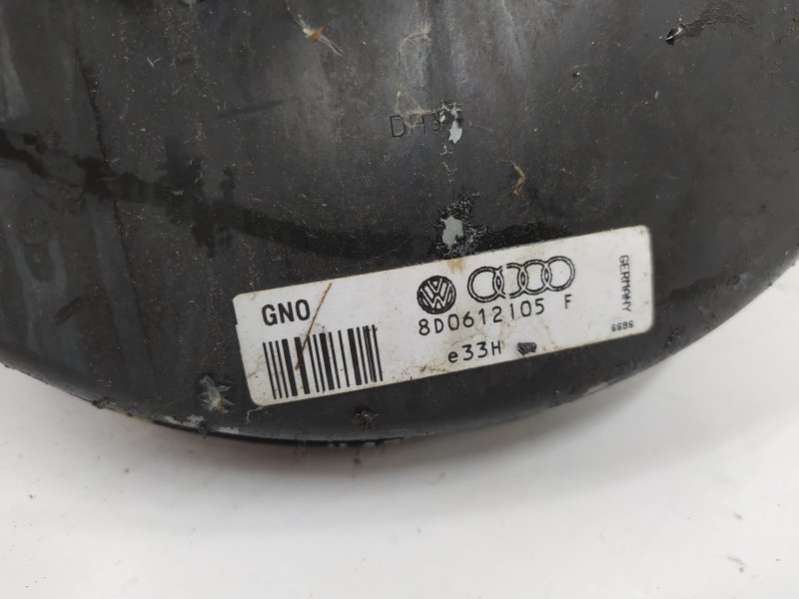 GNO
8D0612105 F
e33H
GERMANY